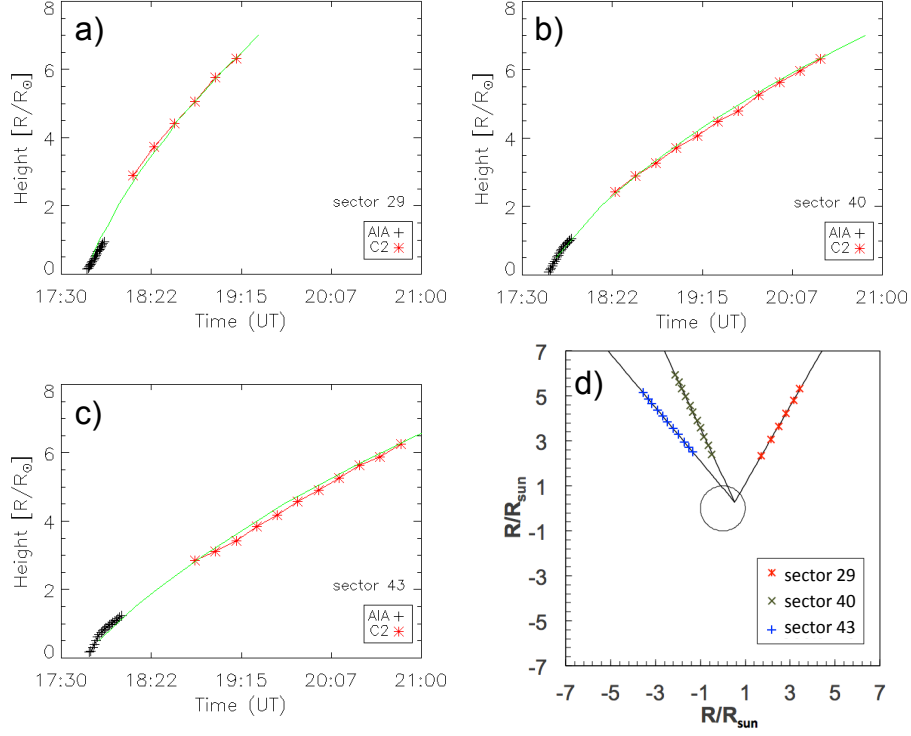 a)
8
6
4
2
0
Height [R/R⊙]
sector 29
AIA +
C2 ✳
17:30 18:22 19:15 20:07 21:00
Time (UT)
b)
8
6
4
2
0
Height [R/R⊙]
sector 40
AIA +
C2 ✳
17:30 18:22 19:15 20:07 21:00
Time (UT)
c)
8
6
4
2
0
Height [R/R⊙]
sector 43
AIA +
C2 ✳
17:30 18:22 19:15 20:07 21:00
Time (UT)
d)
7
5
3
1
-1
-3
-5
-7
R/Rsun
sector 29
sector 40
sector 43
-7 -5 -3 -1 1 3 5 7
R/Rsun